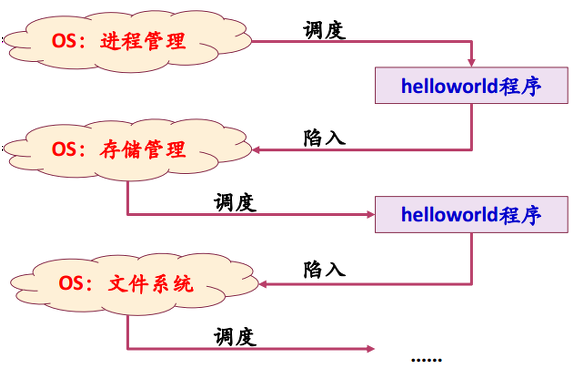 OS：进程管理
调度
helloworld程序
陷入
OS：存储管理
调度
helloworld程序
陷入
OS：文件系统
调度
......